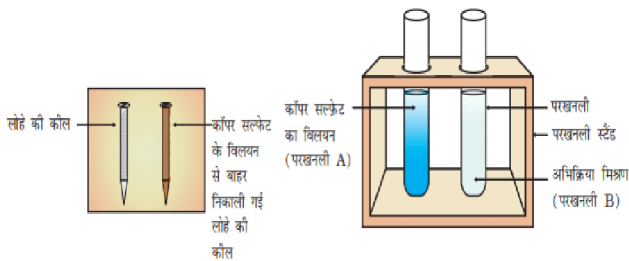 लोहे की कील
कॉपर सल्फेट
के विलयन
से बाहर
निकाली गई
लोहे की
कील
कॉपर सल्फ़ेट
का विलयन
(परखनली A)
परखनली
परखनली स्टैंड
अभिक्रिया मिश्रण
(परखनली B)